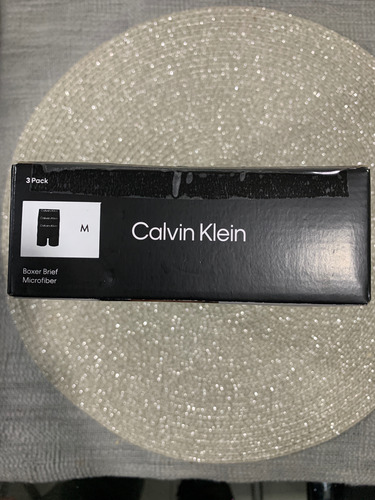 3 Pack
M
Calvin Klein
Boxer Brief
Microfiber